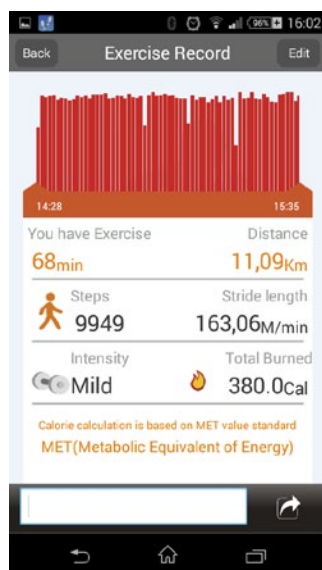 96% 16:02
Back Exercise Record Edit
14:28 15:35
You have Exercise Distance
68min 11,09Km
Steps Stride length
9949 163,06M/min
Intensity Total Burned
Mild 380.0Cal
Calorie calculation is based on MET value standard
MET(Metabolic Equivalent of Energy)